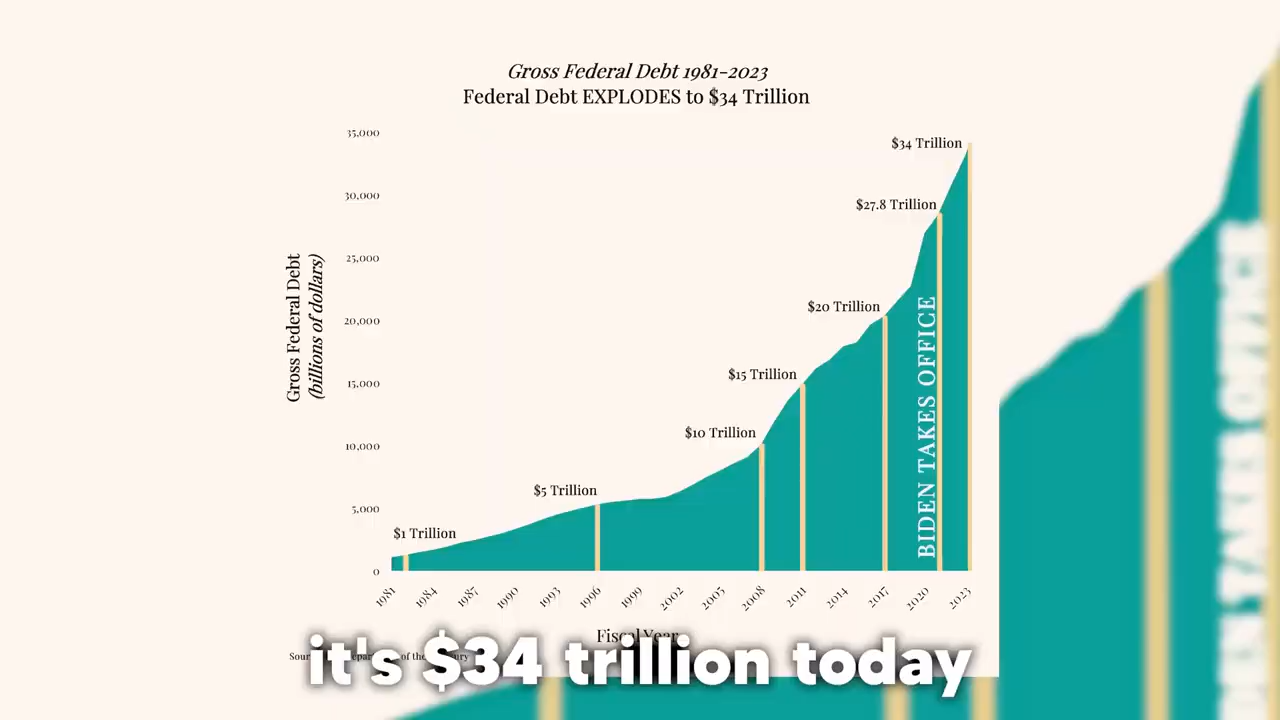 Gross Federal Debt 1981-2023
Federal Debt EXPLODES to $34 Trillion
Gross Federal Debt
(billions of dollars)
35,000
30,000
25,000
20,000
15,000
10,000
5,000
0
$34 Trillion
$27.8 Trillion
$20 Trillion
$15 Trillion
$10 Trillion
$5 Trillion
$1 Trillion
BIDEN TAKES OFFICE
1981
1984
1987
1990
1993
1996
1999
2002
2005
2008
2011
2014
2017
2020
2023
Fiscal Year
it's $34 trillion today